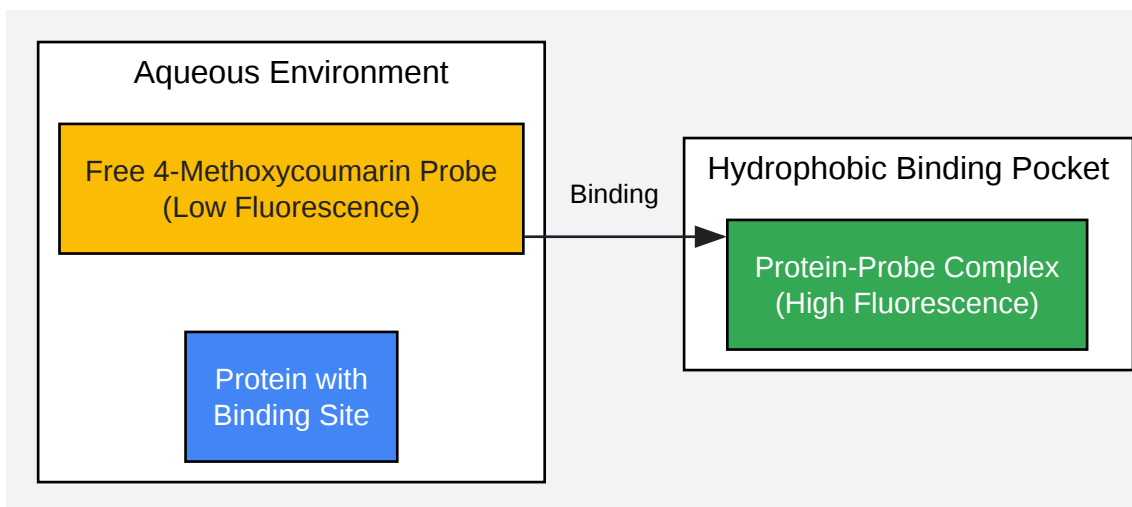 Aqueous Environment
Free 4-Methoxycoumarin Probe
(Low Fluorescence)
Protein with
Binding Site
Binding
Hydrophobic Binding Pocket
Protein-Probe Complex
(High Fluorescence)